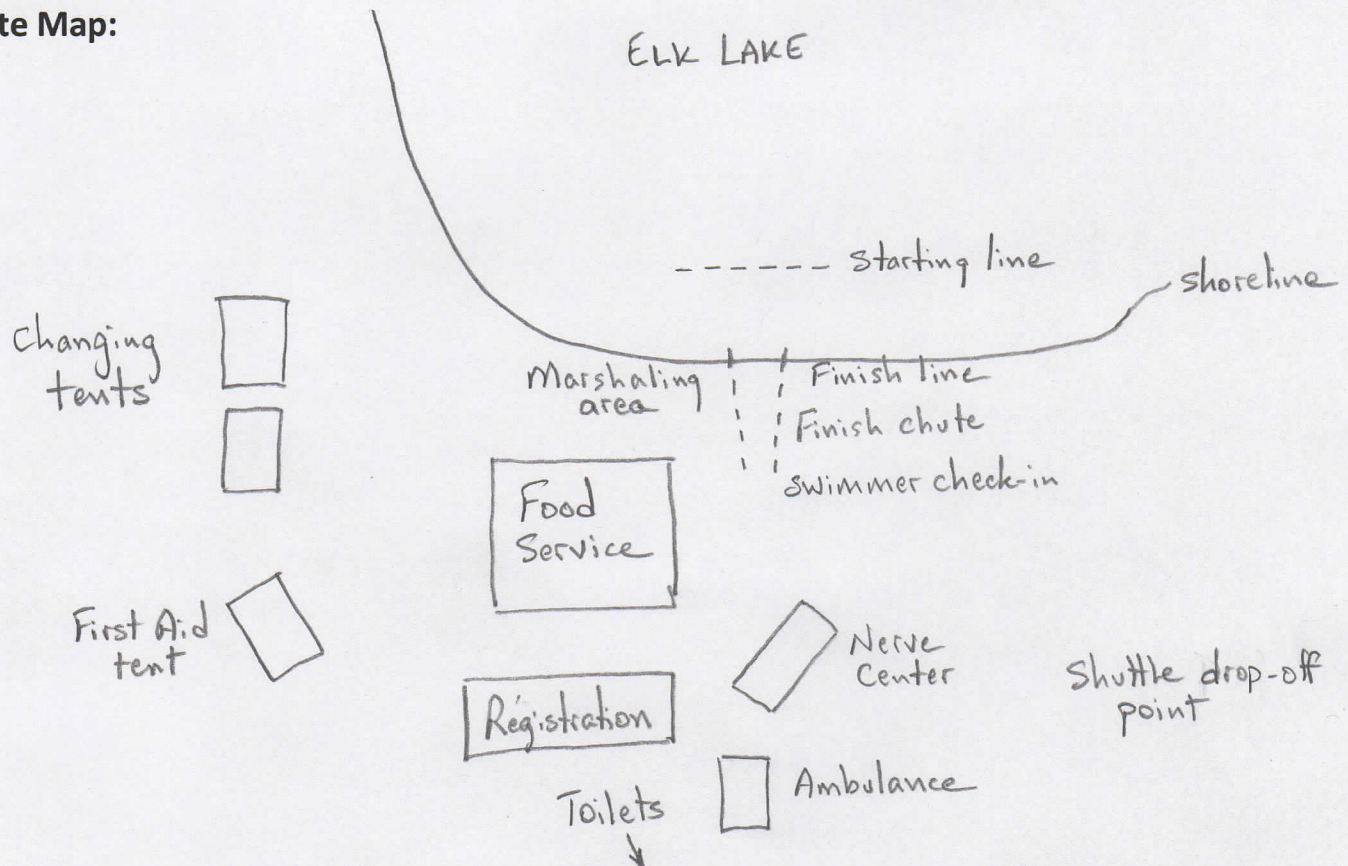 te Map:
ELK LAKE
Starting line
shoreline
Changing
tents
Marshaling
area
Finish line
Finish chute
swimmer check-in
Food
Service
First Aid
tent
Nerve
Center
Shuttle drop-off
point
Registration
Ambulance
Toilets